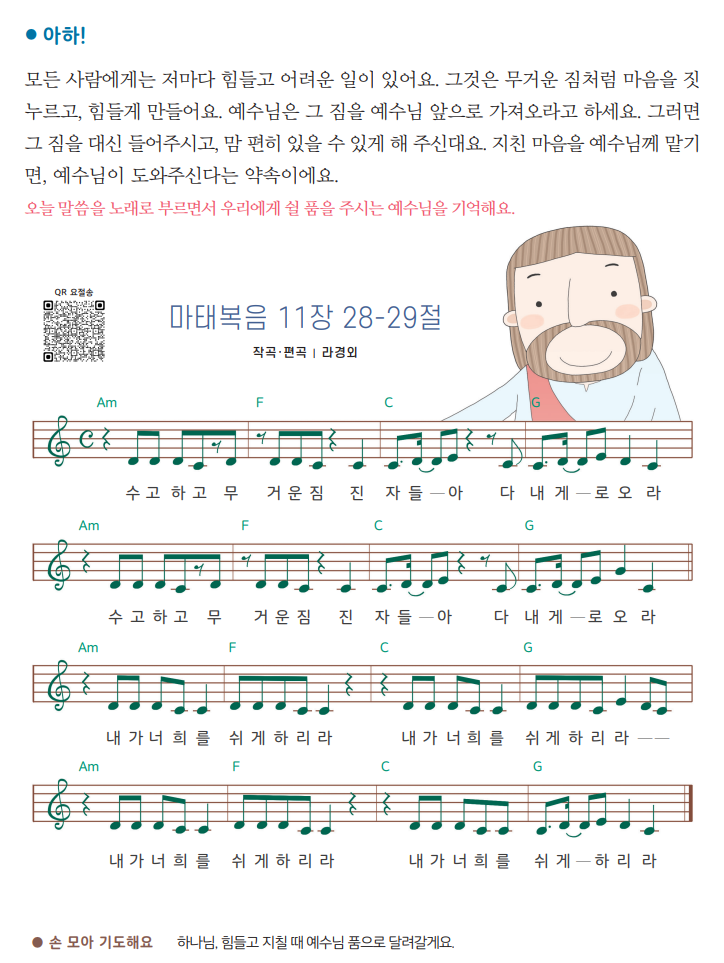 ● 아하!
모든 사람에게는 저마다 힘들고 어려운 일이 있어요. 그것은 무거운 짐처럼 마음을 짓
누르고, 힘들게 만들어요. 예수님은 그 짐을 예수님 앞으로 가져오라고 하세요. 그러면
그 짐을 대신 들어주시고, 맘 편히 있을 수 있게 해 주신대요. 지친 마음을 예수님께 맡기
면, 예수님이 도와주신다는 약속이에요.
오늘 말씀을 노래로 부르면서 우리에게 쉴 품을 주시는 예수님을 기억해요.
QR 요절송
마태복음 11장 28-29절
작곡·편곡 | 라경외
Am F C G
수 고 하 고 무 거 운 짐 진 자 들 — 아 다 내 게 — 로 오 라
Am F C G
수 고 하 고 무 거 운 짐 진 자 들 — 아 다 내 게 — 로 오 라
Am F C G
내 가 너 희 를 쉬 게 하 리 라 내 가 너 희 를 쉬 게 하 리 라 — —
Am F C G
내 가 너 희 를 쉬 게 하 리 라 내 가 너 희 를 쉬 게 — 하 리 라
● 손 모아 기도해요 하나님, 힘들고 지칠 때 예수님 품으로 달려갈게요.